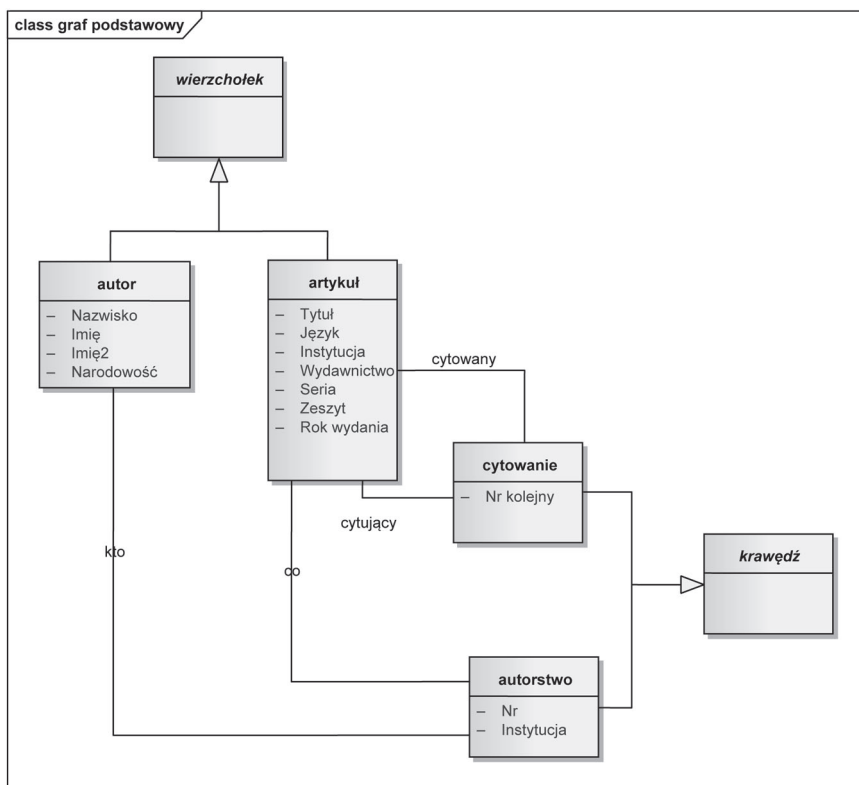 class graf podstawowy
wierzchołek
autor
– Nazwisko
– Imię
– Imię2
– Narodowość
artykuł
– Tytuł
– Język
– Instytucja
– Wydawnictwo
– Seria
– Zeszyt
– Rok wydania
cytowany
cytowanie
– Nr kolejny
cytujący
kto
co
krawędź
autorstwo
– Nr
– Instytucja